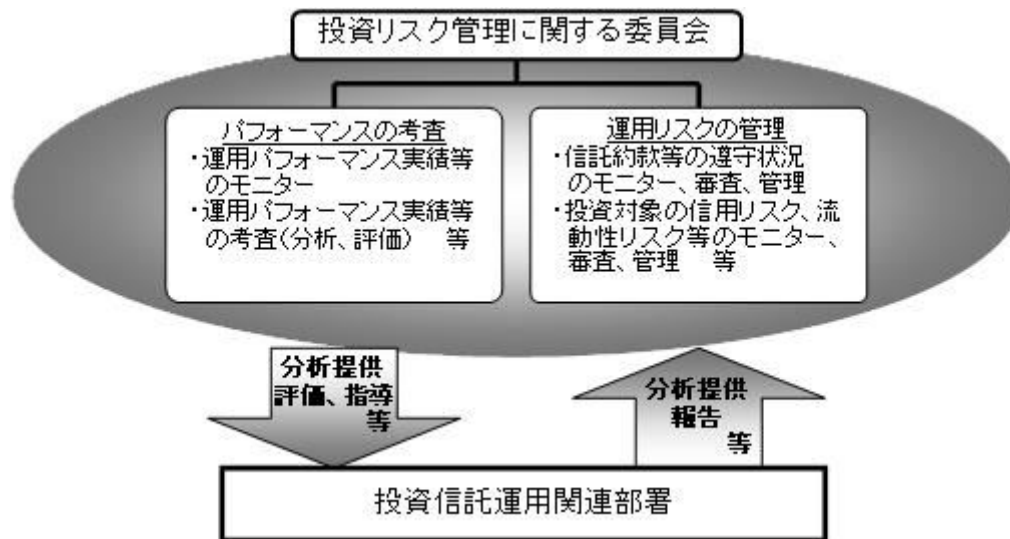 投資リスク管理に関する委員会
パフォーマンスの考査
・運用パフォーマンス実績等
のモニター
・運用パフォーマンス実績等
の考査(分析、評価) 等
運用リスクの管理
・信託約款等の遵守状況
のモニター、審査、管理
・投資対象の信用リスク、流
動性リスク等のモニター、
審査、管理 等
分析提供
評価、指導
等
分析提供
報告
等
投資信託運用関連部署